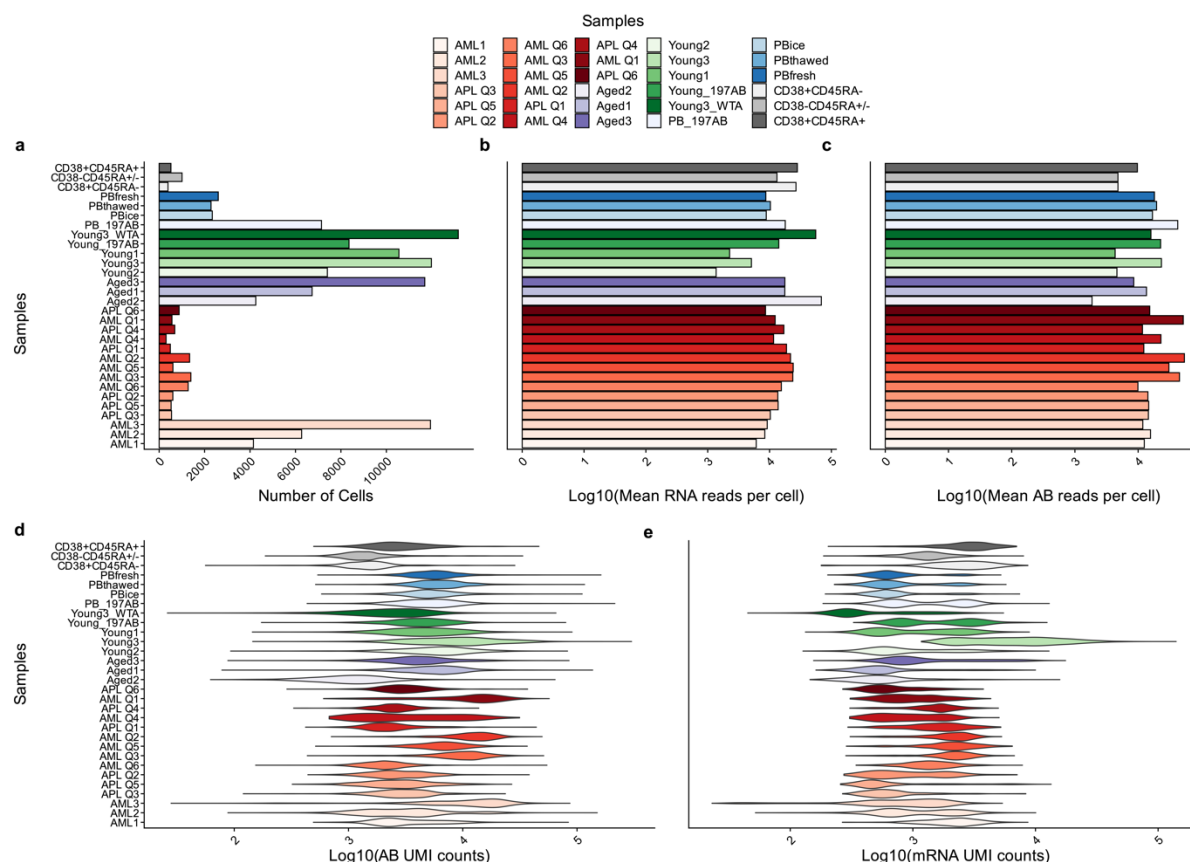 Samples
AML1 AML Q6 APL Q4 Young2 PBice
AML2 AML Q3 AML Q1 Young3 PBthawed
AML3 AML Q5 APL Q6 Young1 PBfresh
APL Q3 AML Q2 Aged2 Young_197AB CD38+CD45RA-
APL Q5 APL Q1 Aged1 Young3_WTA CD38-CD45RA+/-
APL Q2 AML Q4 Aged3 PB_197AB CD38+CD45RA+
a b c
Samples
CD38+CD45RA+
CD38-CD45RA+/-
CD38+CD45RA-
PBfresh
PBthawed
PBice
PB_197AB
Young3_WTA
Young_197AB
Young1
Young3
Young2
Aged3
Aged1
Aged2
APL Q6
AML Q1
APL Q4
AML Q4
APL Q1
AML Q2
AML Q5
AML Q3
AML Q6
APL Q2
APL Q5
APL Q3
AML3
AML2
AML1
0 2000 4000 6000 8000 10000
Number of Cells
0 1 2 3 4 5
Log10(Mean RNA reads per cell)
0 1 2 3 4
Log10(Mean AB reads per cell)
d e
Samples
CD38+CD45RA+
CD38-CD45RA+/-
CD38+CD45RA-
PBfresh
PBthawed
PBice
PB_197AB
Young3_WTA
Young_197AB
Young1
Young3
Young2
Aged3
Aged1
Aged2
APL Q6
AML Q1
APL Q4
AML Q4
APL Q1
AML Q2
AML Q5
AML Q3
AML Q6
APL Q2
APL Q5
APL Q3
AML3
AML2
AML1
2 3 4 5
Log10(AB UMI counts)
2 3 4 5
Log10(mRNA UMI counts)